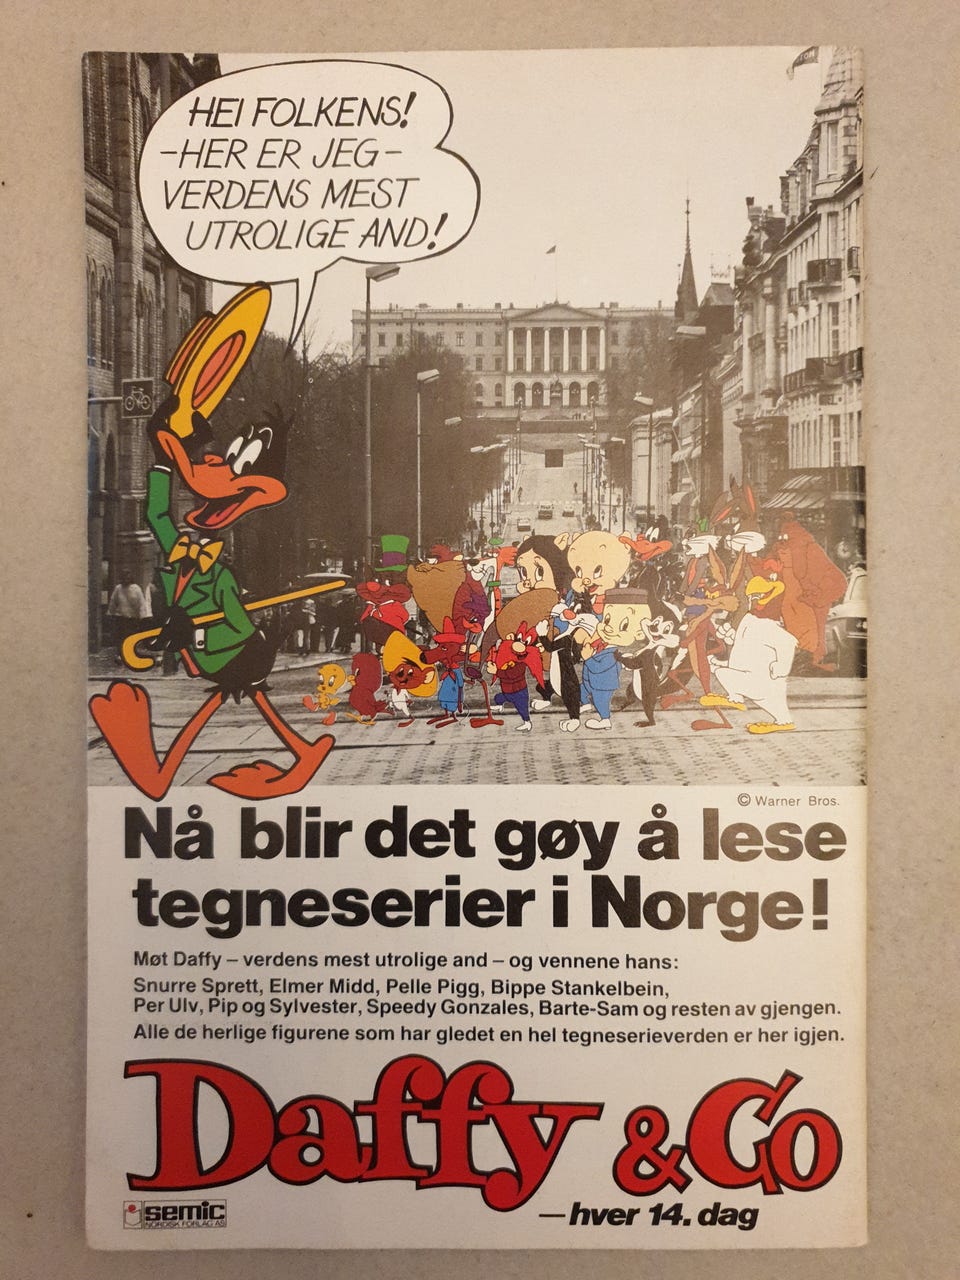 HEI FOLKENS!
-HER ER JEG-
VERDENS MEST
UTROLIGE AND!
© Warner Bros.
Nå blir det gøy å lese
tegneserier i Norge!
Møt Daffy – verdens mest utrolige and – og vennene hans:
Snurre Sprett, Elmer Midd, Pelle Pigg, Bippe Stankelbein,
Per Ulv, Pip og Sylvester, Speedy Gonzales, Barte-Sam og resten av gjengen.
Alle de herlige figurene som har gledet en hel tegneserieverden er her igjen.
Daffy & Co
semic
NORDISK FORLAG AS
–hver 14. dag